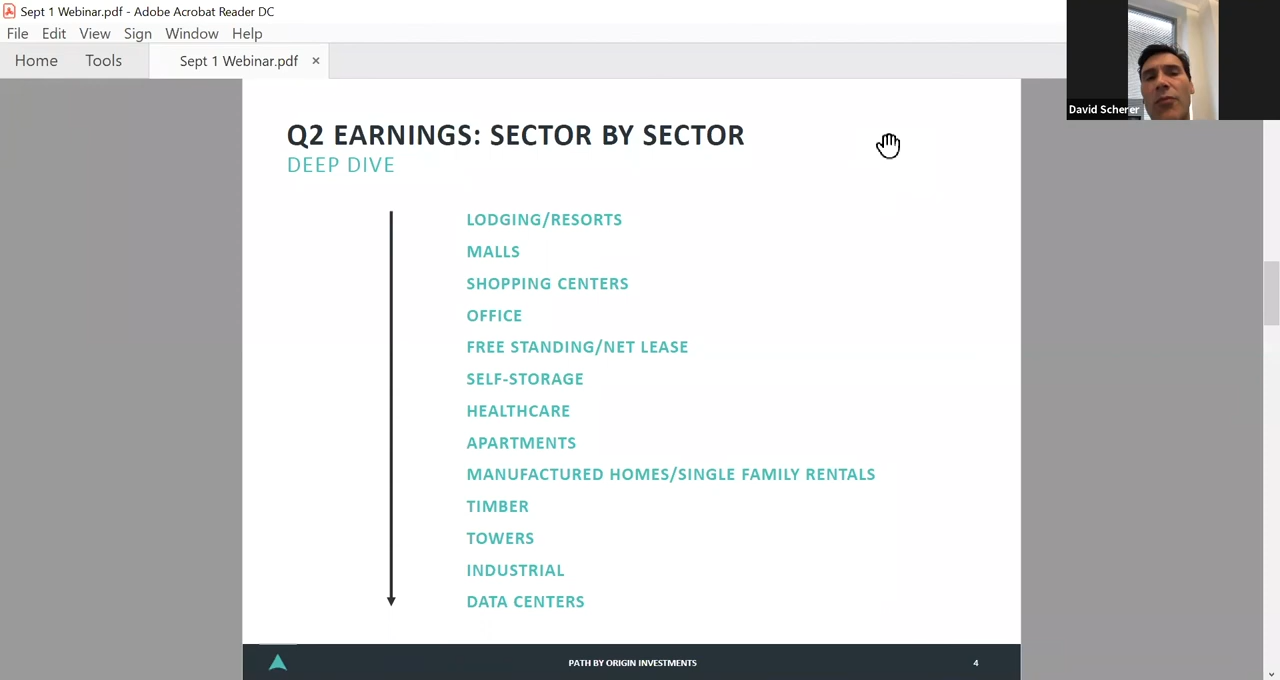 Sept 1 Webinar.pdf - Adobe Acrobat Reader DC
File Edit View Sign Window Help
Home Tools Sept 1 Webinar.pdf ×
David Scherer
Q2 EARNINGS: SECTOR BY SECTOR
DEEP DIVE
LODGING/RESORTS
MALLS
SHOPPING CENTERS
OFFICE
FREE STANDING/NET LEASE
SELF-STORAGE
HEALTHCARE
APARTMENTS
MANUFACTURED HOMES/SINGLE FAMILY RENTALS
TIMBER
TOWERS
INDUSTRIAL
DATA CENTERS
PATH BY ORIGIN INVESTMENTS 4